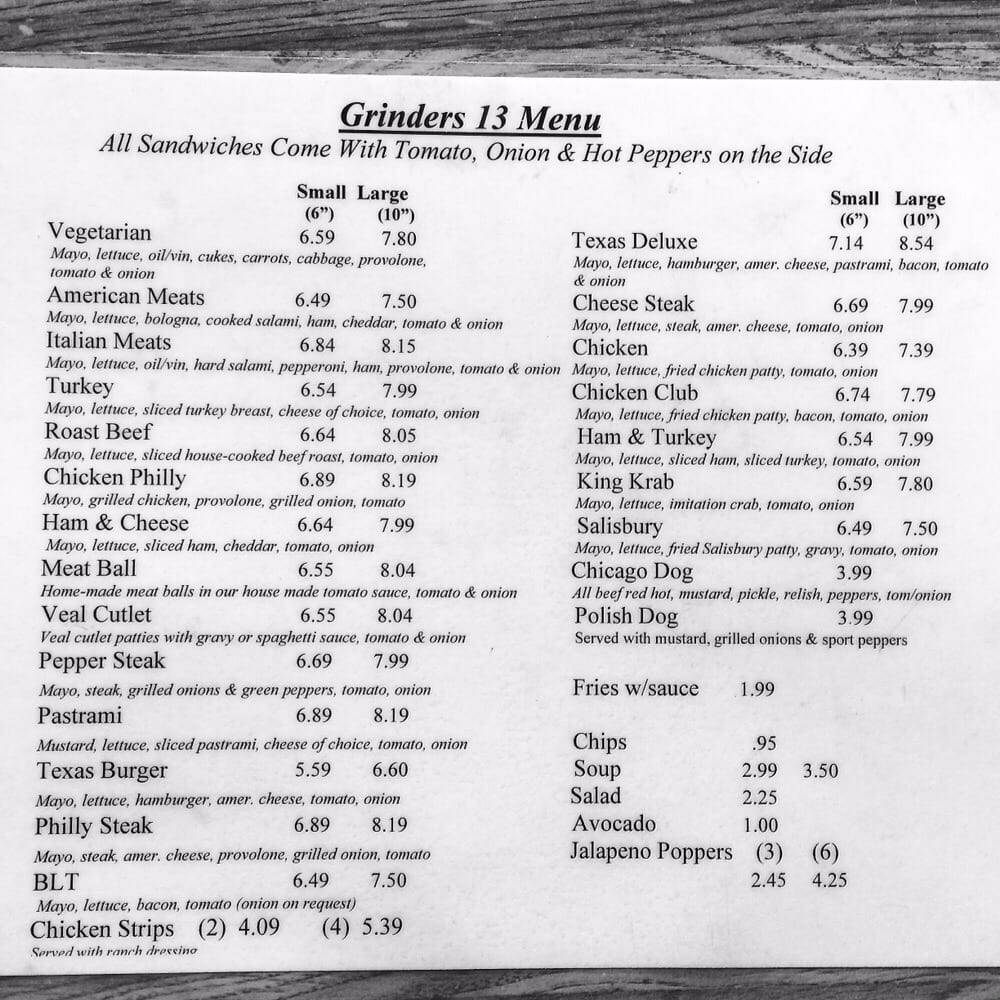 Grinders 13 Menu
All Sandwiches Come With Tomato, Onion & Hot Peppers on the Side
Small Large
(6") (10")
Vegetarian 6.59 7.80
Mayo, lettuce, oil/vin, cukes, carrots, cabbage, provolone,
tomato & onion
American Meats 6.49 7.50
Mayo, lettuce, bologna, cooked salami, ham, cheddar, tomato & onion
Italian Meats 6.84 8.15
Mayo, lettuce, oil/vin, hard salami, pepperoni, ham, provolone, tomato & onion
Turkey 6.54 7.99
Mayo, lettuce, sliced turkey breast, cheese of choice, tomato, onion
Roast Beef 6.64 8.05
Mayo, lettuce, sliced house-cooked beef roast, tomato, onion
Chicken Philly 6.89 8.19
Mayo, grilled chicken, provolone, grilled onion, tomato
Ham & Cheese 6.64 7.99
Mayo, lettuce, sliced ham, cheddar, tomato, onion
Meat Ball 6.55 8.04
Home-made meat balls in our house made tomato sauce, tomato & onion
Veal Cutlet 6.55 8.04
Veal cutlet patties with gravy or spaghetti sauce, tomato & onion
Pepper Steak 6.69 7.99
Mayo, steak, grilled onions & green peppers, tomato, onion
Pastrami 6.89 8.19
Mustard, lettuce, sliced pastrami, cheese of choice, tomato, onion
Texas Burger 5.59 6.60
Mayo, lettuce, hamburger, amer. cheese, tomato, onion
Philly Steak 6.89 8.19
Mayo, steak, amer. cheese, provolone, grilled onion, tomato
BLT 6.49 7.50
Mayo, lettuce, bacon, tomato (onion on request)
Chicken Strips (2) 4.09 (4) 5.39
Served with ranch dressing
Small Large
(6") (10")
Texas Deluxe 7.14 8.54
Mayo, lettuce, hamburger, amer. cheese, pastrami, bacon, tomato
& onion
Cheese Steak 6.69 7.99
Mayo, lettuce, steak, amer. cheese, tomato, onion
Chicken 6.39 7.39
Mayo, lettuce, fried chicken patty, tomato, onion
Chicken Club 6.74 7.79
Mayo, lettuce, fried chicken patty, bacon, tomato, onion
Ham & Turkey 6.54 7.99
Mayo, lettuce, sliced ham, sliced turkey, tomato, onion
King Krab 6.59 7.80
Mayo, lettuce, imitation crab, tomato, onion
Salisbury 6.49 7.50
Mayo, lettuce, fried Salisbury patty, gravy, tomato, onion
Chicago Dog 3.99
All beef red hot, mustard, pickle, relish, peppers, tom/onion
Polish Dog 3.99
Served with mustard, grilled onions & sport peppers
Fries w/sauce 1.99
Chips .95
Soup 2.99 3.50
Salad 2.25
Avocado 1.00
Jalapeno Poppers (3) (6)
2.45 4.25